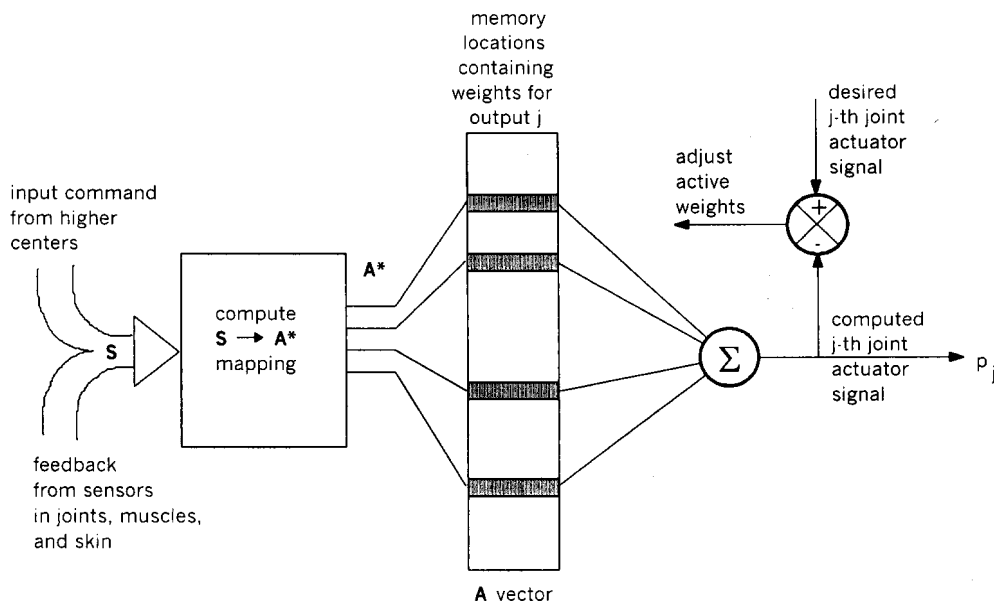 memory
locations
containing
weights for
output j
desired
j-th joint
actuator
signal
adjust
active
weights
+
-
input command
from higher
centers
A*
S
compute
S → A*
mapping
Σ
computed
j-th joint
actuator
signal
p j
feedback
from sensors
in joints, muscles,
and skin
A vector